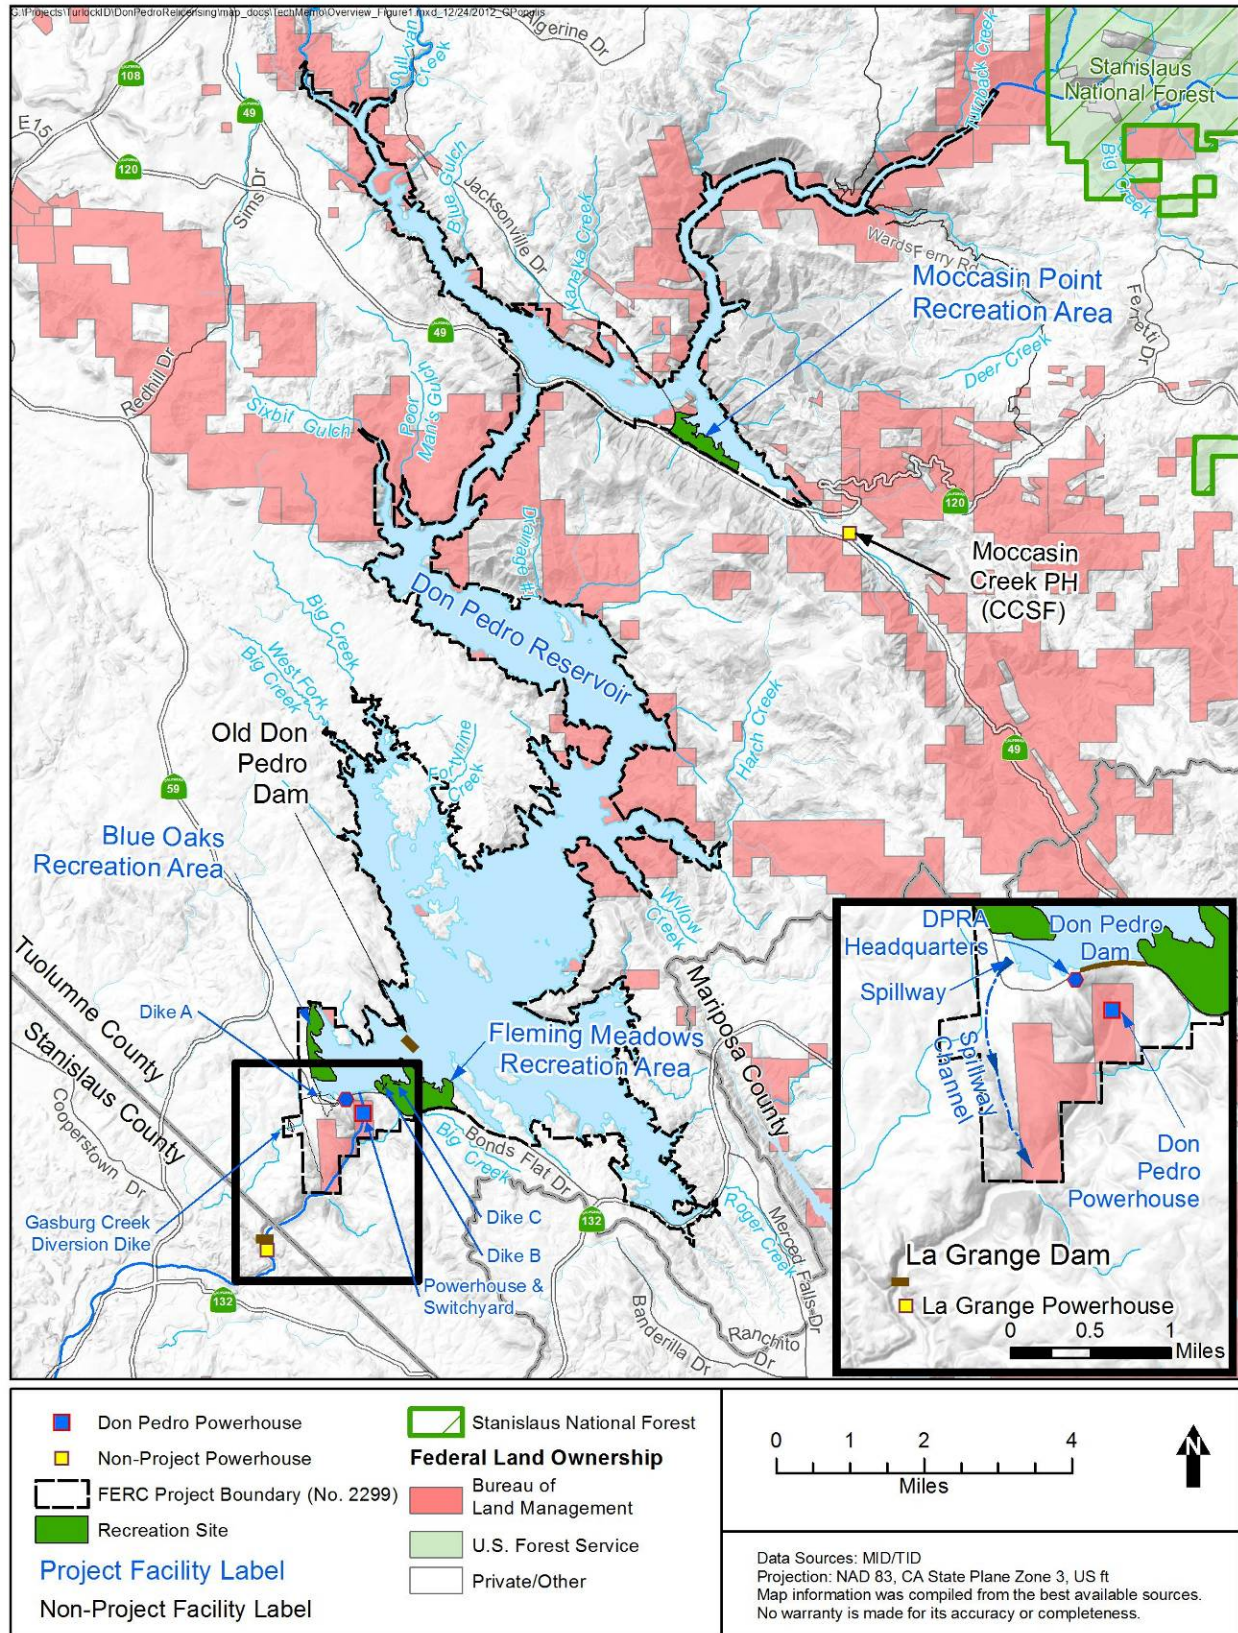 G:\Projects\TurlockID\DonPedroRelicensing\map_docs\TechMemo\Overview_Figure1.mxd_12/24/2012_GPopolis
Algerine Dr
Sullivan
Creek
Turnback Creek
Stanislaus
National Forest
108
49
E15
120
Sims Dr
Blue Gulch
Jacksonville Dr
Kanaka Creek
Big
Creek
Wards Ferry Rd
Moccasin Point
Recreation Area
Ferretti Dr
Deer Creek
49
Redhill Dr
Sixbit Gulch
Poor
Man's Gulch
Drainage #1
120
Moccasin
Creek PH
(CCSF)
Don Pedro Reservoir
Big Creek
West Fork
Big Creek
Hatch Creek
49
Old Don
Pedro
Dam
Fortynine
Creek
59
Blue Oaks
Recreation Area
Willow
Creek
Tuolumne County
Stanislaus County
Mariposa County
Dike A
Fleming Meadows
Recreation Area
Cooperstown Dr
Big
Creek
Bonds Flat Dr
Gasburg Creek
Diversion Dike
Dike C
Dike B
Powerhouse &
Switchyard
132
132
Rogers Creek
Merced Falls Dr
Banderilla Dr
Ranchito
Dr
DPRA
Headquarters
Don Pedro
Dam
Spillway
Spillway
Channel
Don
Pedro
Powerhouse
La Grange Dam
La Grange Powerhouse
0 0.5 1
Miles
Don Pedro Powerhouse
Non-Project Powerhouse
FERC Project Boundary (No. 2299)
Recreation Site
Project Facility Label
Non-Project Facility Label
Stanislaus National Forest
Federal Land Ownership
Bureau of
Land Management
U.S. Forest Service
Private/Other
0 1 2 4
Miles
N
Data Sources: MID/TID
Projection: NAD 83, CA State Plane Zone 3, US ft
Map information was compiled from the best available sources.
No warranty is made for its accuracy or completeness.